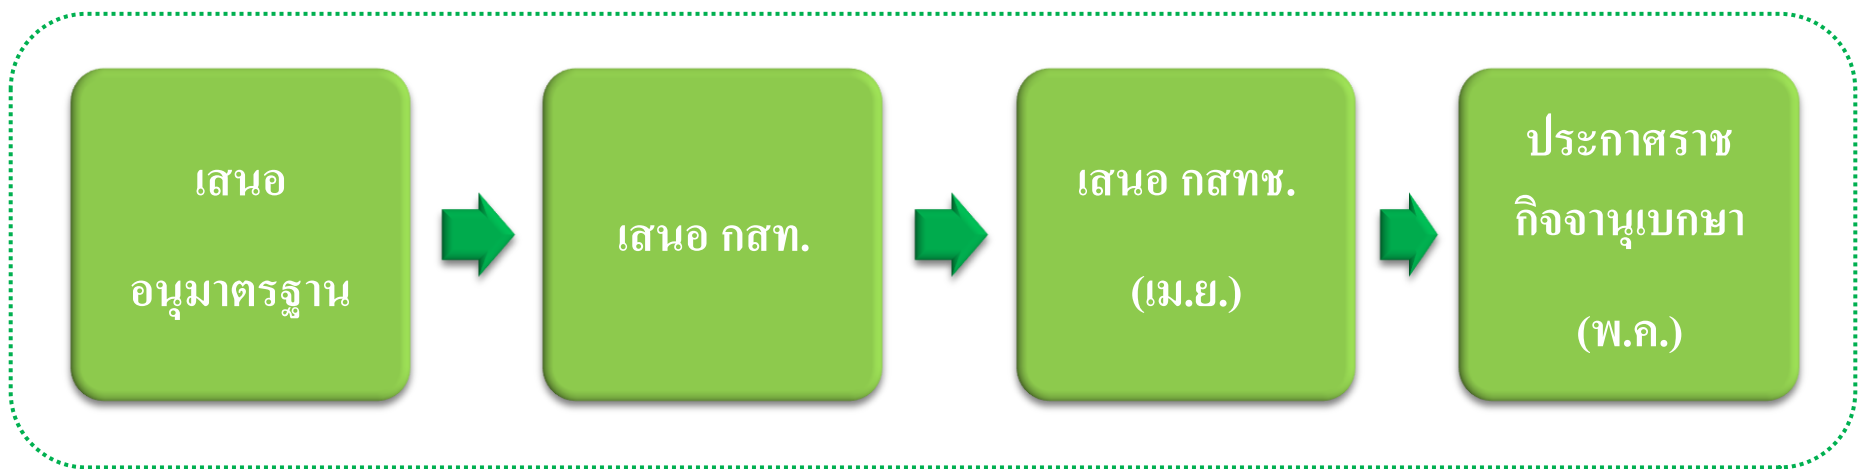 เสนอ
อนุมาตรฐาน
เสนอ กสท.
เสนอ กสทช.
(เม.ย.)
ประกาศราช
กิจจานุเบกษา
(พ.ค.)